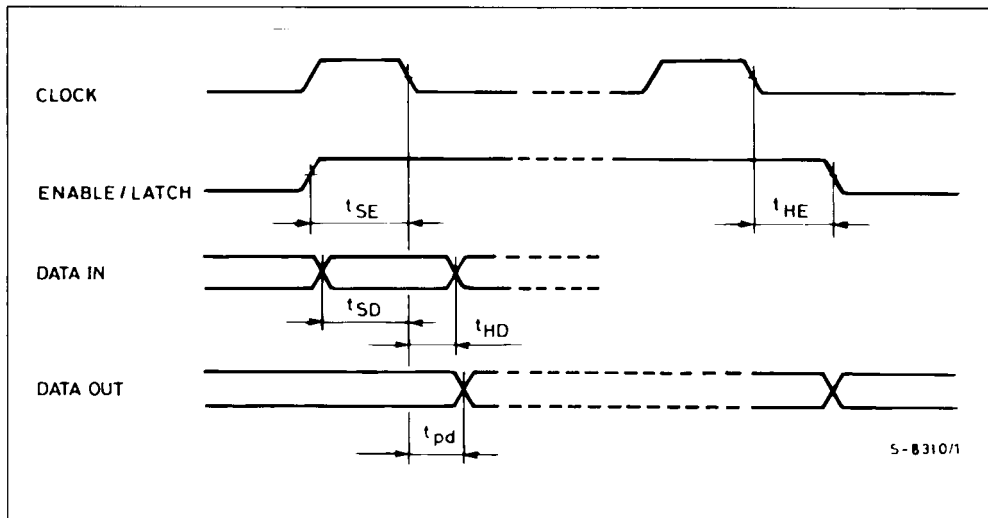 CLOCK
ENABLE / LATCH
tSE
tHE
DATA IN
tSD
tHD
DATA OUT
tpd
S-8310/1